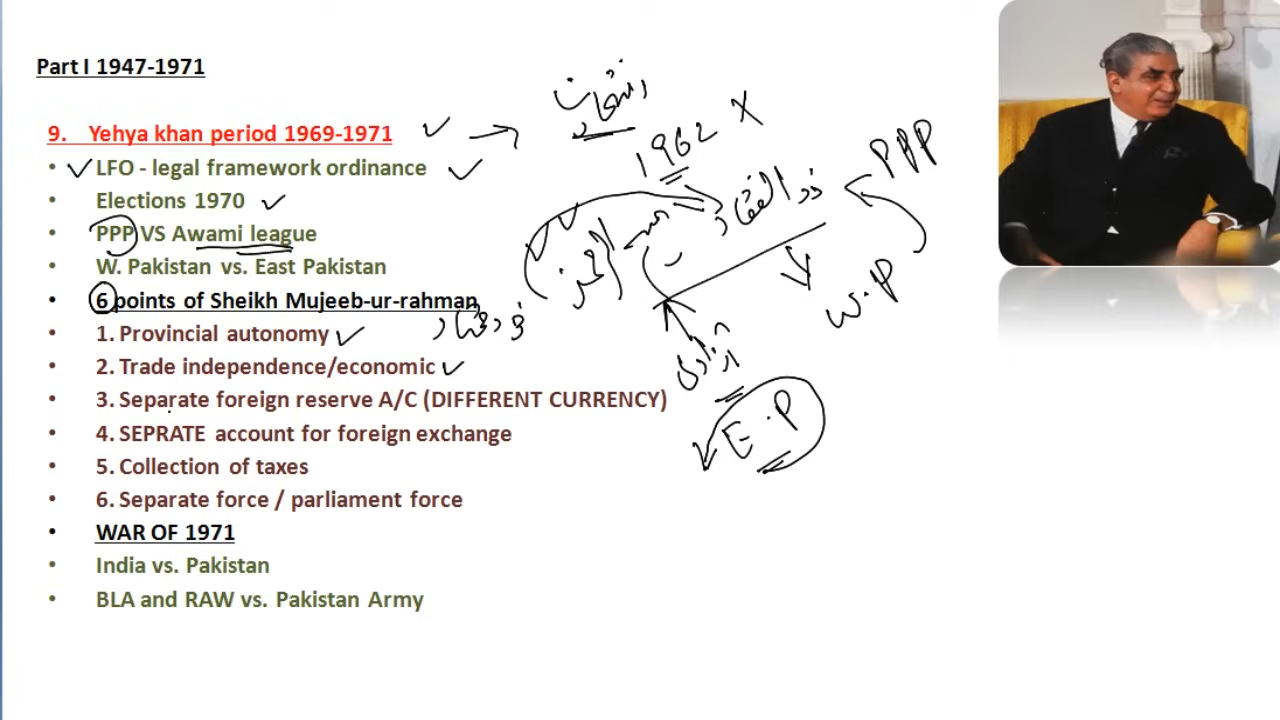 Part I 1947-1971
9. Yehya khan period 1969-1971
• LFO - legal framework ordinance
• Elections 1970
• PPP VS Awami league
• W. Pakistan vs. East Pakistan
• 6 points of Sheikh Mujeeb-ur-rahman
• 1. Provincial autonomy
• 2. Trade independence/economic
• 3. Separate foreign reserve A/C (DIFFERENT CURRENCY)
• 4. SEPRATE account for foreign exchange
• 5. Collection of taxes
• 6. Separate force / parliament force
• WAR OF 1971
• India vs. Pakistan
• BLA and RAW vs. Pakistan Army
انتخابات
1962 X
PPP
ذوالفقار
W.P
خود مختار
آزادی
E.P